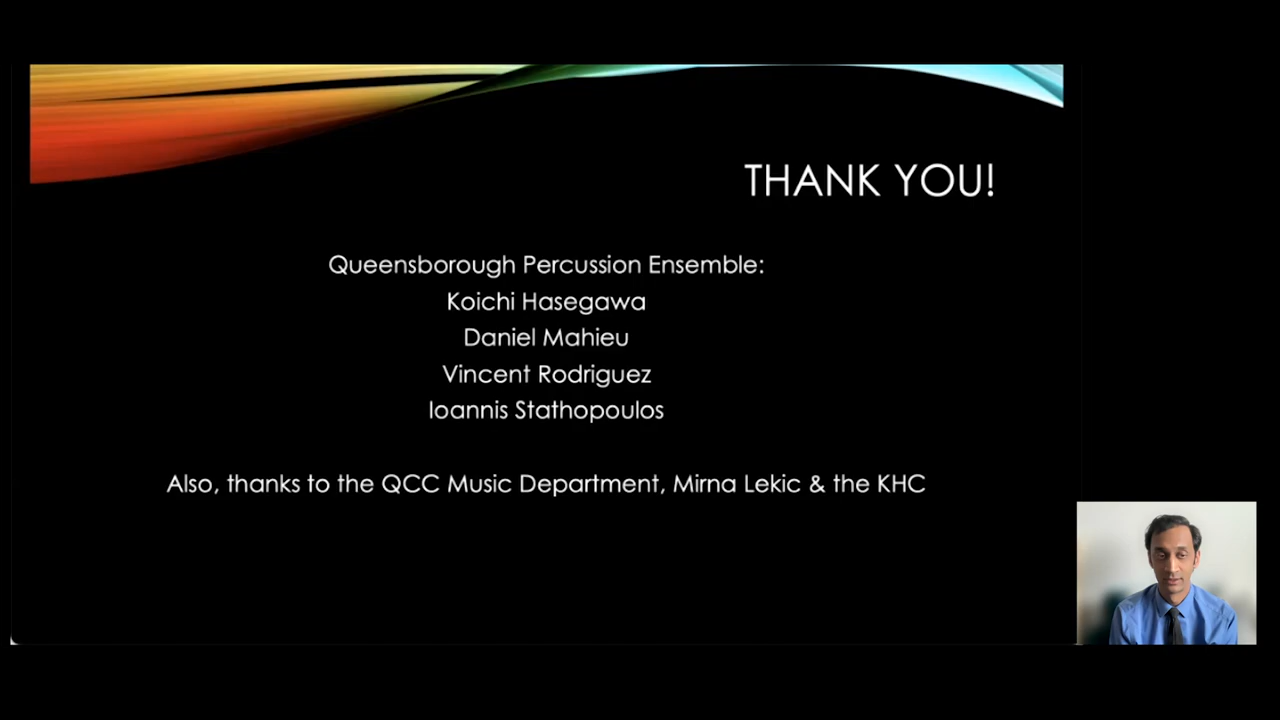 THANK YOU!
Queensborough Percussion Ensemble:
Koichi Hasegawa
Daniel Mahieu
Vincent Rodriguez
Ioannis Stathopoulos
Also, thanks to the QCC Music Department, Mirna Lekic & the KHC